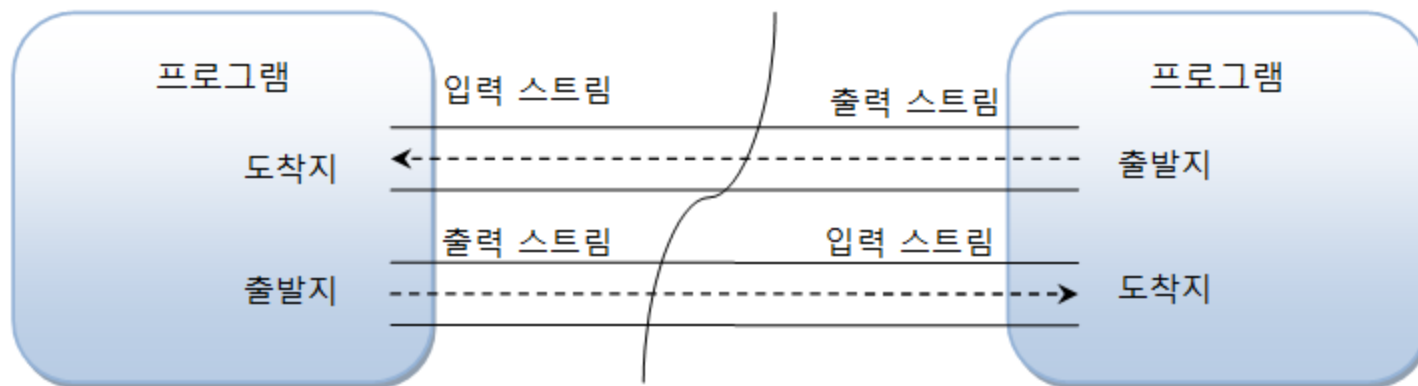 프로그램
입력 스트림
출력 스트림
프로그램
도착지
출발지
출력 스트림
입력 스트림
출발지
도착지